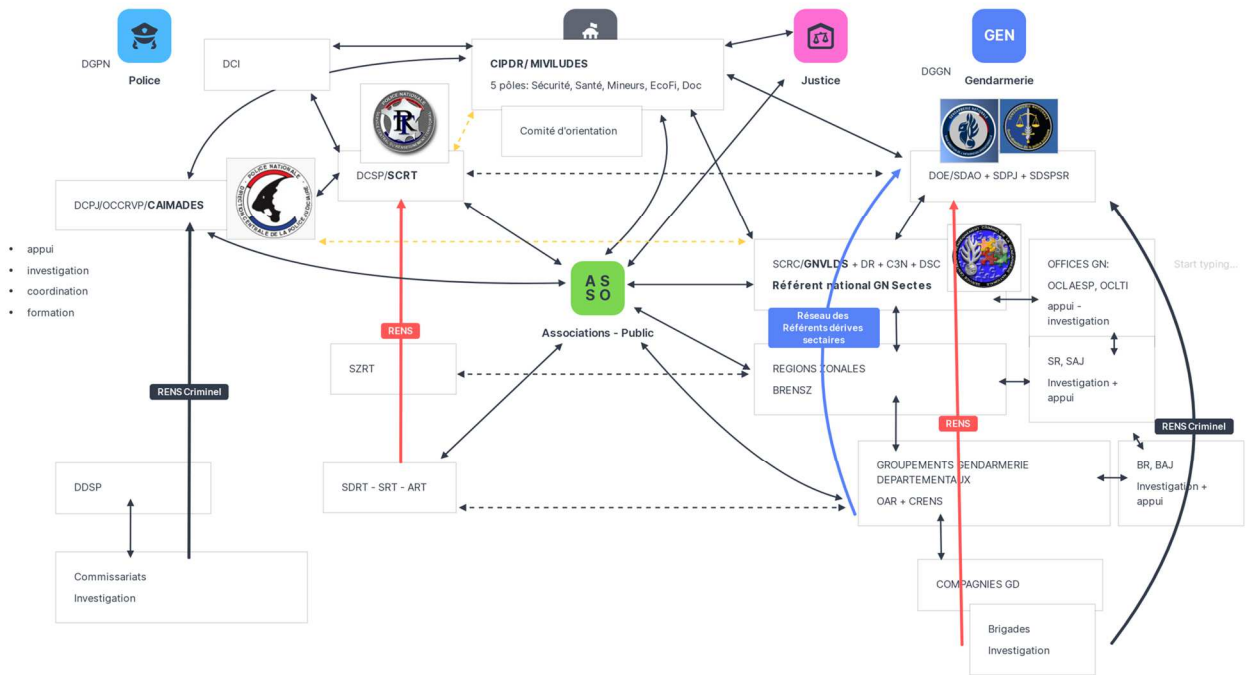 DGPN
Police
DCI
CIPDR/ MIVILUDES
5 pôles: Sécurité, Santé, Mineurs, EcoFi, Doc
Comité d'orientation
Justice
GEN
DGGN
Gendarmerie
DCSP/SCRT
DOE/SDAO + SDPJ + SDSPSR
DCPJ/OCCRVP/CAIMADES
• appui
• investigation
• coordination
• formation
A S
S O
Associations - Public
SCRC/GNVLDS + DR + C3N + DSC
Référent national GN Sectes
OFFICES GN:
OCLAESP, OCLTI
appui -
investigation
Start typing...
Réseau des
Référents dérives
sectaires
RENS
SZRT
REGIONS ZONALES
BRENSZ
SR, SAJ
Investigation +
appui
RENS Criminel
RENS
RENS Criminel
DDSP
SDRT - SRT - ART
GROUPEMENTS GENDARMERIE
DEPARTEMENTAUX
OAR + CRENS
BR, BAJ
Investigation +
appui
Commissariats
Investigation
COMPAGNIES GD
Brigades
Investigation